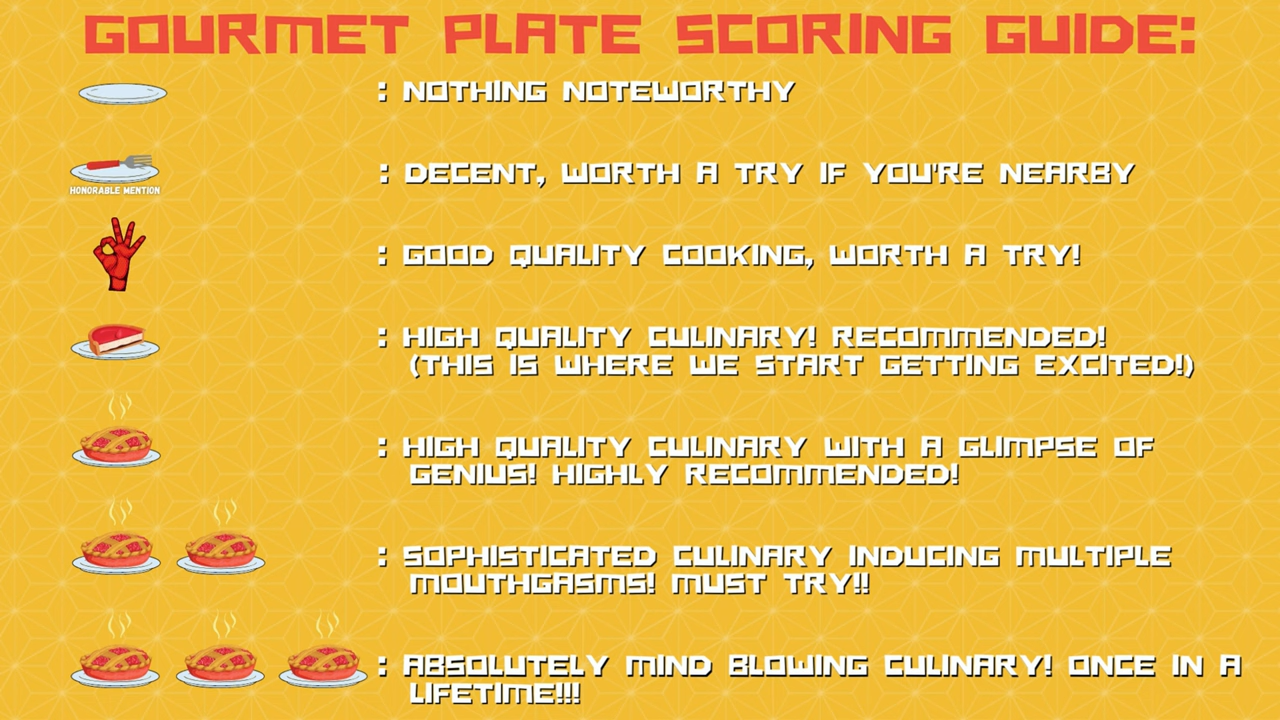 GOURMET PLATE SCORING GUIDE:
: NOTHING NOTEWORTHY
HONORABLE MENTION
: DECENT, WORTH A TRY IF YOU'RE NEARBY
: GOOD QUALITY COOKING, WORTH A TRY!
: HIGH QUALITY CULINARY! RECOMMENDED!
(THIS IS WHERE WE START GETTING EXCITED!)
: HIGH QUALITY CULINARY WITH A GLIMPSE OF
GENIUS! HIGHLY RECOMMENDED!
: SOPHISTICATED CULINARY INDUCING MULTIPLE
MOUTHGASMS! MUST TRY!!
: ABSOLUTELY MIND BLOWING CULINARY! ONCE IN A
LIFETIME!!!